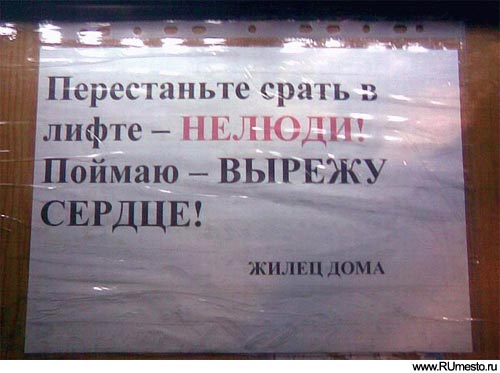 Перестаньте срать в
лифте – НЕЛЮДИ!
Поймаю – ВЫРЕЖУ
СЕРДЦЕ!
ЖИЛЕЦ ДОМА
www.RUmesto.ru